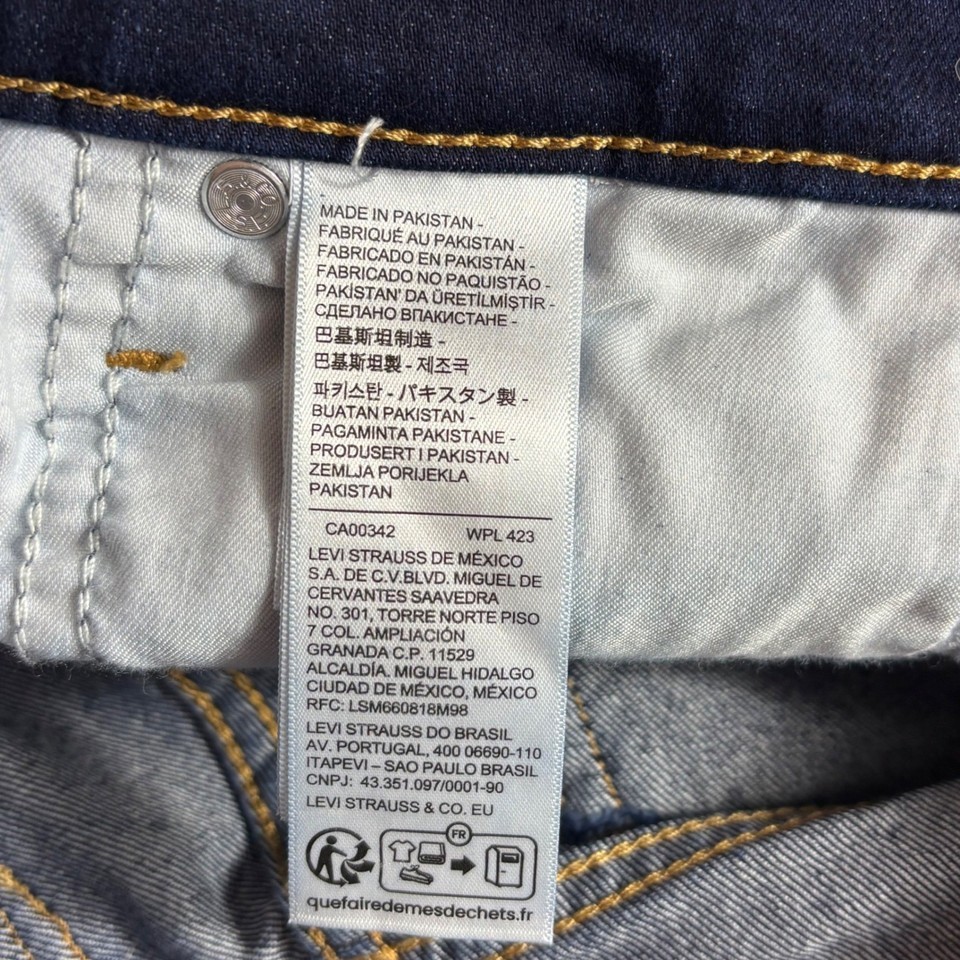 MADE IN PAKISTAN -
FABRIQUÉ AU PAKISTAN -
FABRICADO EN PAKISTÁN -
FABRICADO NO PAQUISTÃO -
PAKİSTAN' DA ÜRETİLMİŞTİR -
СДЕЛАНО ВПАКИСТАНЕ -
巴基斯坦制造 -
巴基斯坦製 - 제조국
파키스탄 - パキスタン製 -
BUATAN PAKISTAN -
PAGAMINTA PAKISTANE -
PRODUSERT I PAKISTAN -
ZEMLJA PORIJEKLA
PAKISTAN
CA00342 WPL 423
LEVI STRAUSS DE MÉXICO
S.A. DE C.V.BLVD. MIGUEL DE
CERVANTES SAAVEDRA
NO. 301, TORRE NORTE PISO
7 COL. AMPLIACIÓN
GRANADA C.P. 11529
ALCALDÍA. MIGUEL HIDALGO
CIUDAD DE MÉXICO, MÉXICO
RFC: LSM660818M98
LEVI STRAUSS DO BRASIL
AV. PORTUGAL, 400 06690-110
ITAPEVI – SAO PAULO BRASIL
CNPJ: 43.351.097/0001-90
LEVI STRAUSS & CO. EU
FR
quefairedemesdechets.fr